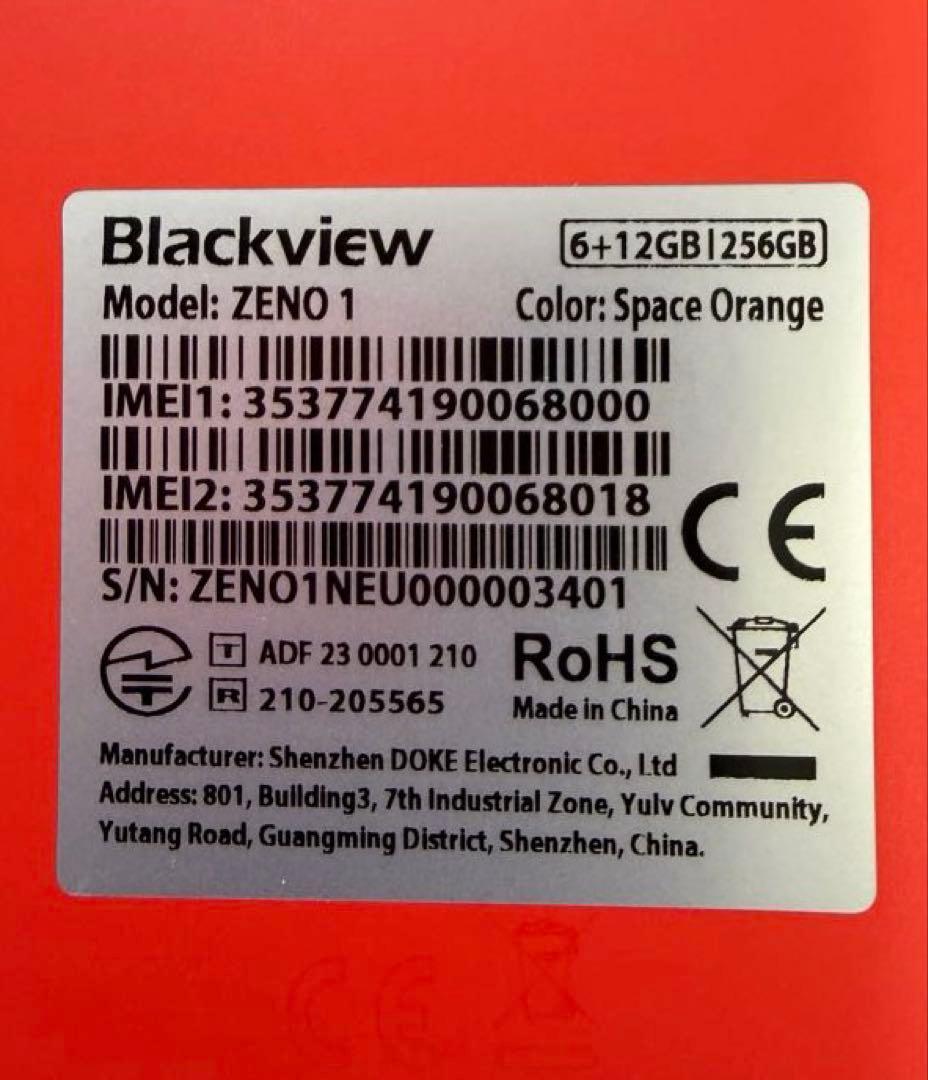 Blackview
6+12GB|256GB
Model: ZENO 1
Color: Space Orange
IMEI1: 353774190068000
IMEI2: 353774190068018
S/N: ZENO1NEU000003401
CE
T ADF 23 0001 210
R 210-205565
RoHS
Made in China
Manufacturer: Shenzhen DOKE Electronic Co., Ltd
Address: 801, Building3, 7th Industrial Zone, Yulv Community,
Yutang Road, Guangming District, Shenzhen, China.
CE